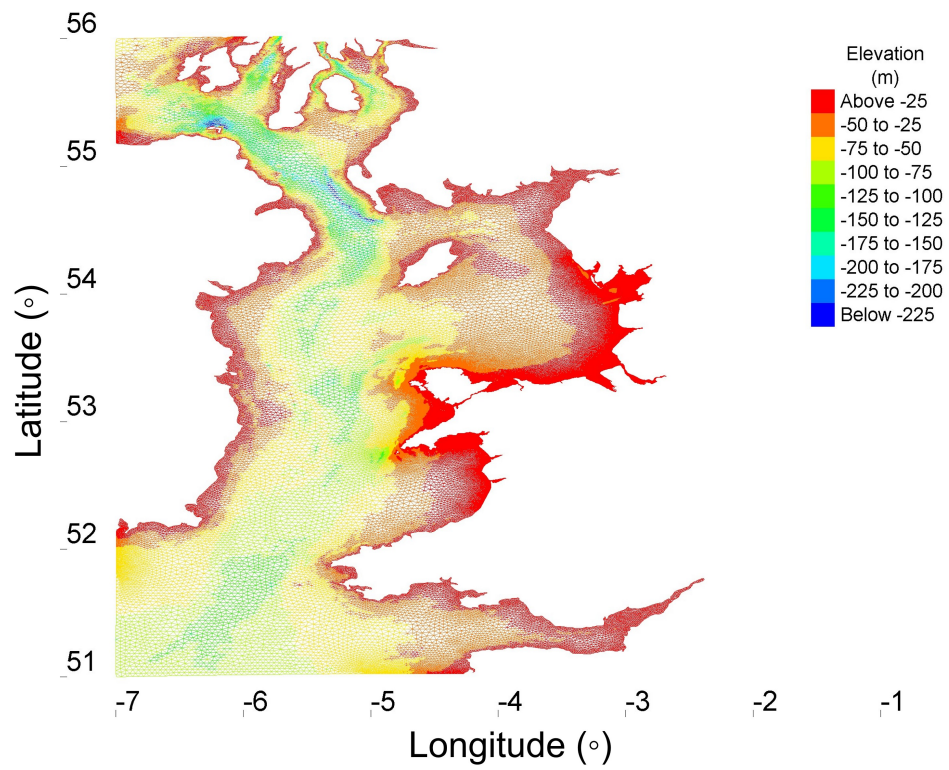 56
55
54
53
52
51
Latitude (°)
-7 -6 -5 -4 -3 -2 -1
Longitude (°)
Elevation
(m)
Above -25
-50 to -25
-75 to -50
-100 to -75
-125 to -100
-150 to -125
-175 to -150
-200 to -175
-225 to -200
Below -225